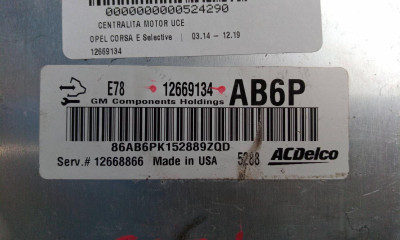 0000000000524290
CENTRALITA MOTOR UCE
OPEL CORSA E Selective | 03.14 - 12.19
12669134
E78 12669134 AB6P
GM Components Holdings
86AB6PK152889ZQD
Serv.# 12668866 Made in USA 5288 ACDelco